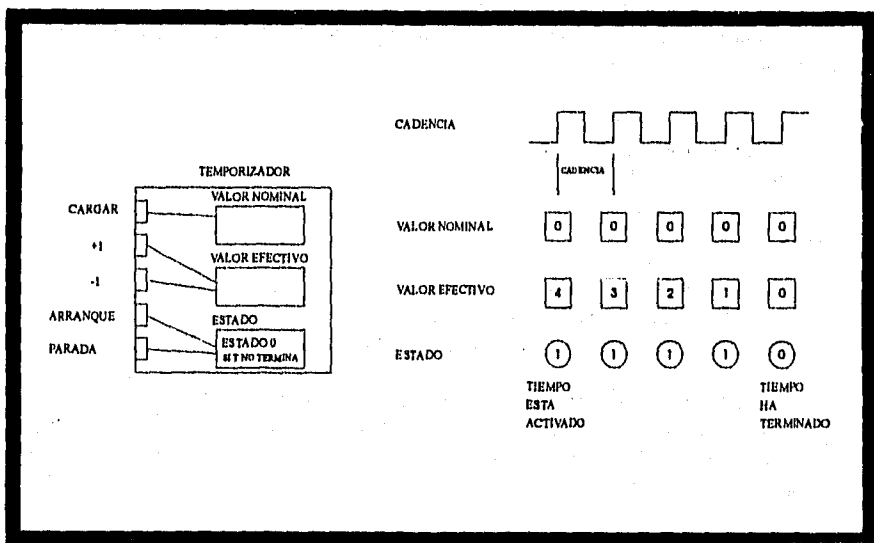 TEMPORIZADOR
VALOR NOMINAL
CARGAR
+1
VALOR EFECTIVO
-1
ARRANQUE
ESTADO
ESTADO 0
SI T NO TERMINA
PARADA
CADENCIA
CADENCIA
VALOR NOMINAL 0 0 0 0 0
VALOR EFECTIVO 4 3 2 1 0
ESTADO 1 1 1 1 0
TIEMPO
ESTA
ACTIVADO
TIEMPO
HA
TERMINADO